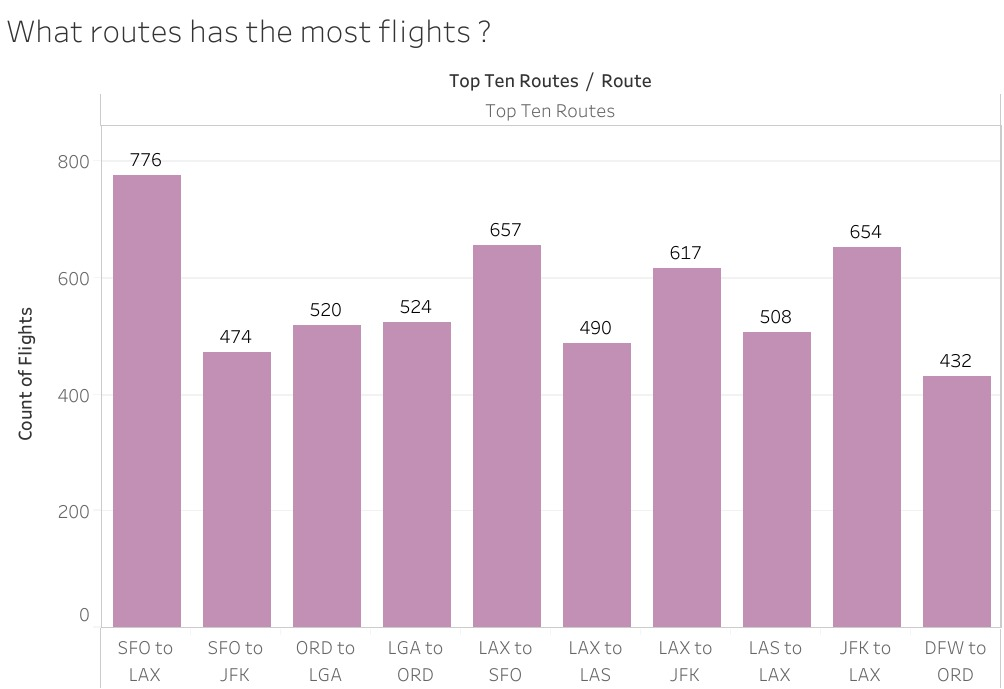 What routes has the most flights ?
Top Ten Routes / Route
Top Ten Routes
Count of Flights
800
600
400
200
0
776
474
520
524
657
490
617
508
654
432
SFO to
LAX
SFO to
JFK
ORD to
LGA
LGA to
ORD
LAX to
SFO
LAX to
LAS
LAX to
JFK
LAS to
LAX
JFK to
LAX
DFW to
ORD